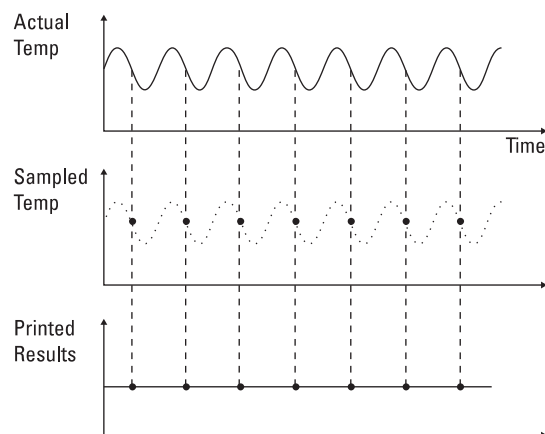 Actual
Temp
Time
Sampled
Temp
Printed
Results